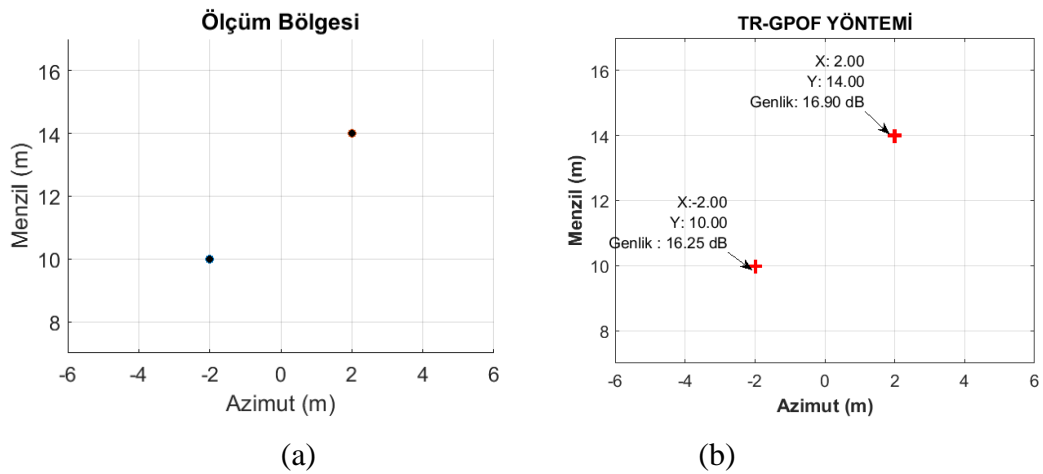 Ölçüm Bölgesi
16
14
12
10
8
-6
-4
-2
0
2
4
6
Menzil (m)
Azimut (m)
(a)
TR-GPOF YÖNTEMİ
X: 2.00
Y: 14.00
Genlik: 16.90 dB
X:-2.00
Y: 10.00
Genlik : 16.25 dB
16
14
12
10
8
-6
-4
-2
0
2
4
6
Menzil (m)
Azimut (m)
(b)